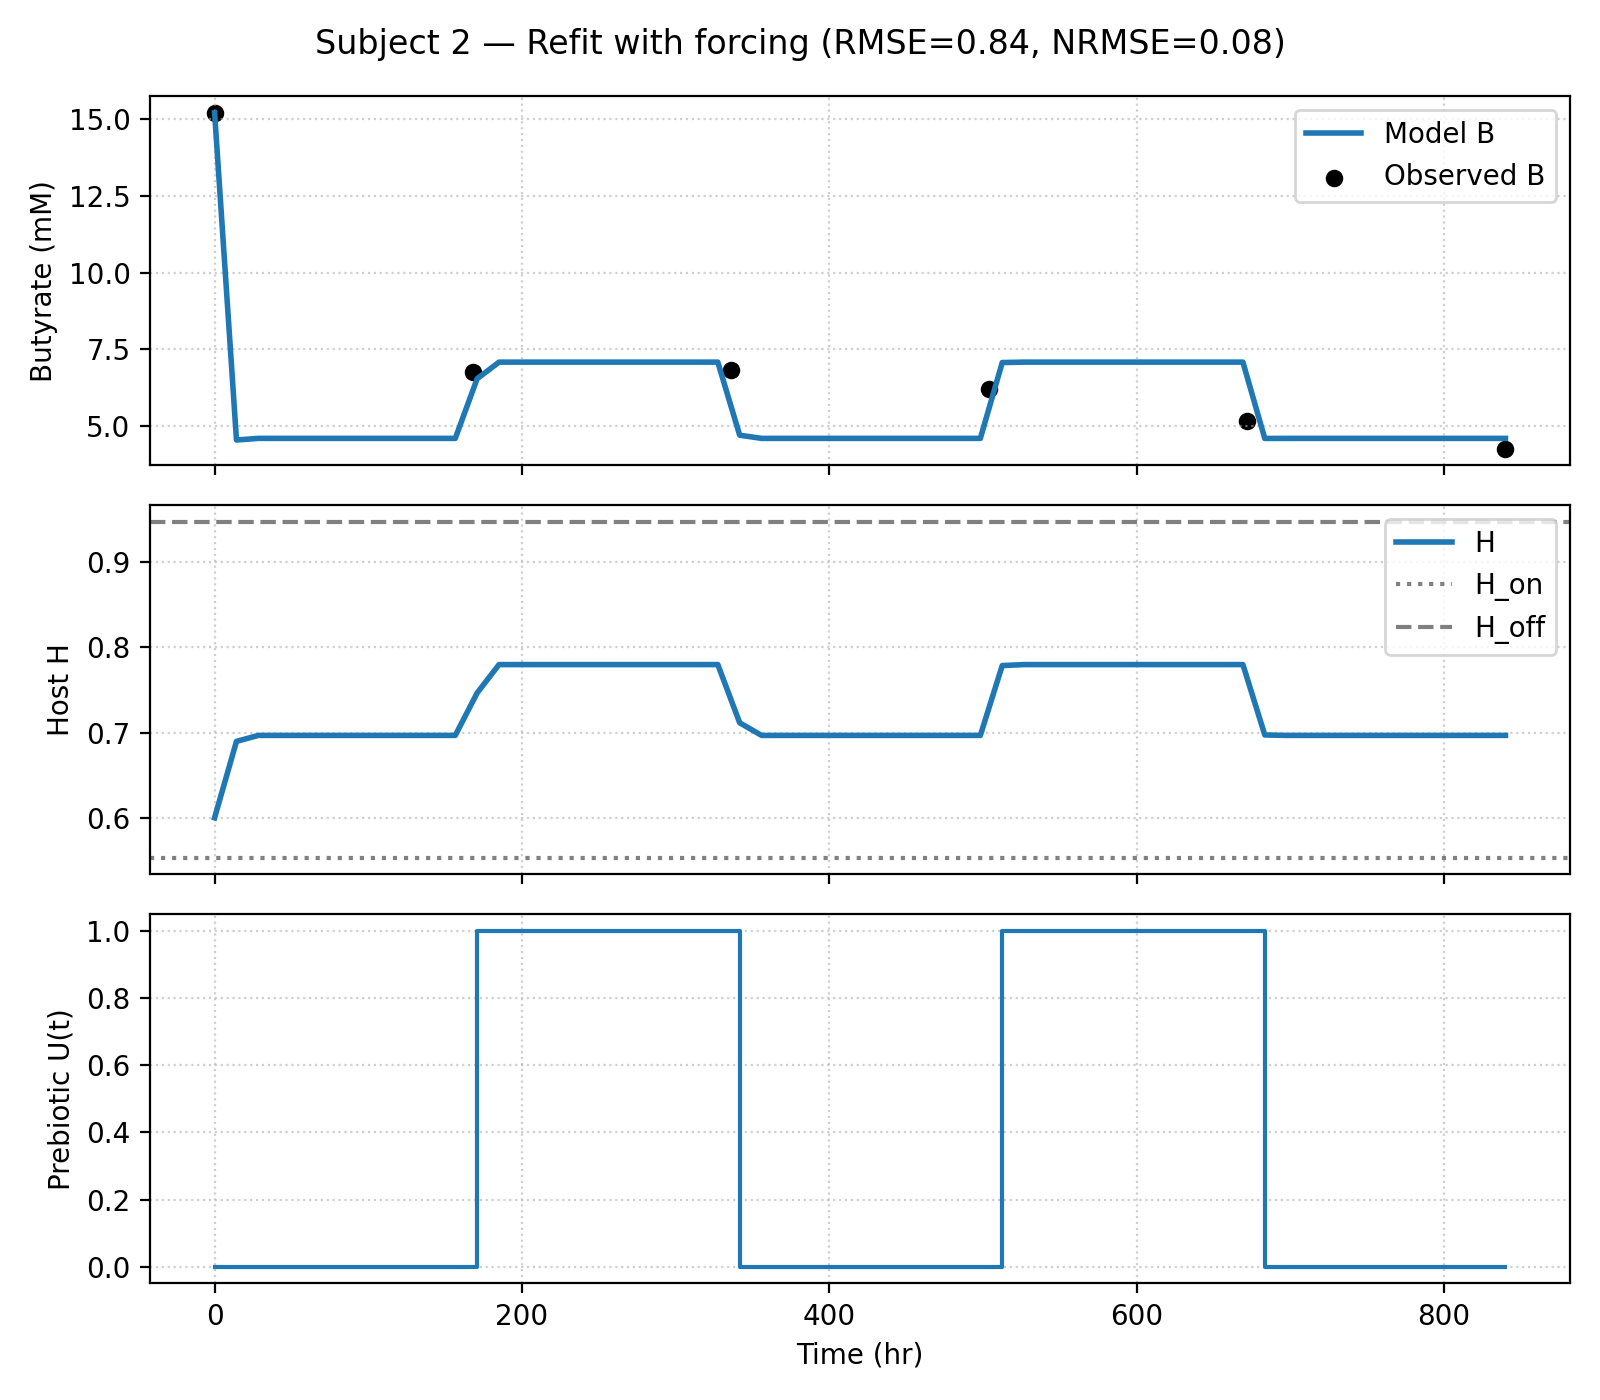 Subject 2 — Refit with forcing (RMSE=0.84, NRMSE=0.08)
Butyrate (mM)
15.0
12.5
10.0
7.5
5.0
Model B
Observed B
Host H
0.9
0.8
0.7
0.6
H
H_on
H_off
Prebiotic U(t)
1.0
0.8
0.6
0.4
0.2
0.0
0 200 400 600 800
Time (hr)